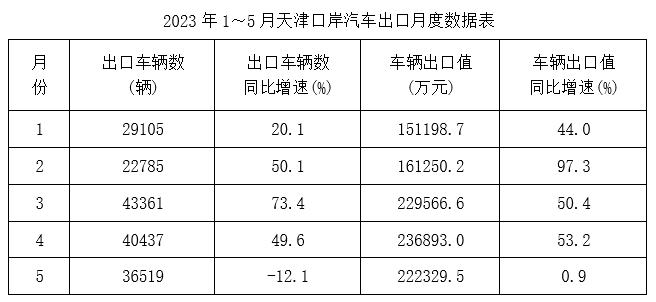 2023年1～5月天津口岸汽车出口月度数据表
月份 出口车辆数(辆) 出口车辆数同比增速(%) 车辆出口值(万元) 车辆出口值同比增速(%)
1 29105 20.1 151198.7 44.0
2 22785 50.1 161250.2 97.3
3 43361 73.4 229566.6 50.4
4 40437 49.6 236893.0 53.2
5 36519 -12.1 222329.5 0.9